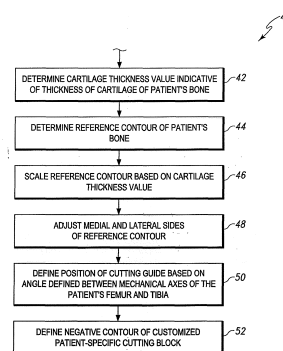 DETERMINE CARTILAGE THICKNESS VALUE INDICATIVE
OF THICKNESS OF CARTILAGE OF PATIENT'S BONE
42
DETERMINE REFERENCE CONTOUR OF PATIENT'S
BONE
44
SCALE REFERENCE CONTOUR BASED ON CARTILAGE
THICKNESS VALUE
46
ADJUST MEDIAL AND LATERAL SIDES
OF REFERENCE CONTOUR
48
DEFINE POSITION OF CUTTING GUIDE BASED ON
ANGLE DEFINED BETWEEN MECHANICAL AXES OF THE
PATIENT'S FEMUR AND TIBIA
50
DEFINE NEGATIVE CONTOUR OF CUSTOMIZED
PATIENT-SPECIFIC CUTTING BLOCK
52